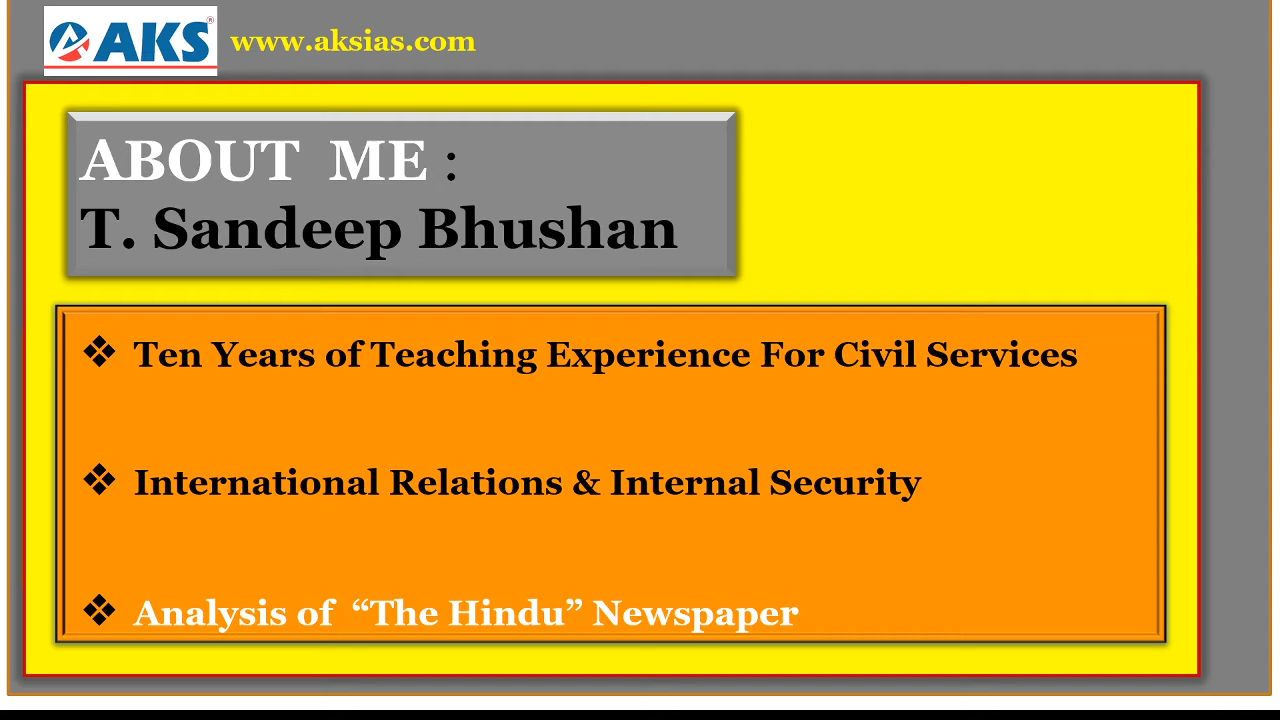 AKS®
www.aksias.com
ABOUT ME :
T. Sandeep Bhushan
❖ Ten Years of Teaching Experience For Civil Services
❖ International Relations & Internal Security
❖ Analysis of “The Hindu” Newspaper